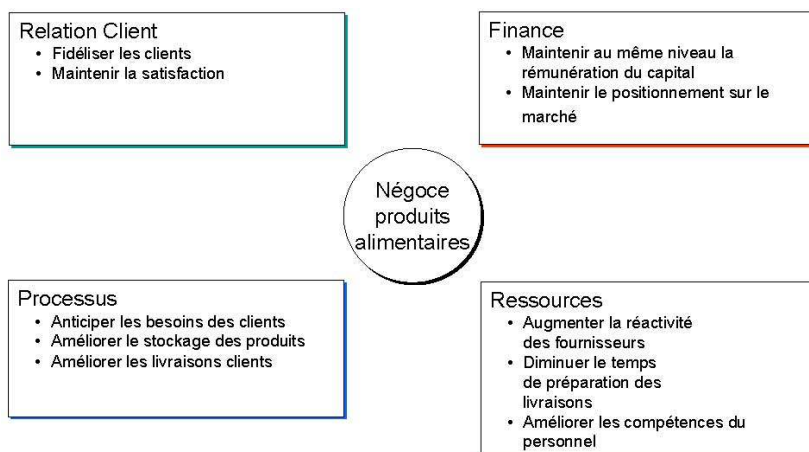 Relation Client
• Fidéliser les clients
• Maintenir la satisfaction
Finance
• Maintenir au même niveau la
rémunération du capital
• Maintenir le positionnement sur le
marché
Négoce
produits
alimentaires
Processus
• Anticiper les besoins des clients
• Améliorer le stockage des produits
• Améliorer les livraisons clients
Ressources
• Augmenter la réactivité
des fournisseurs
• Diminuer le temps
de préparation des
livraisons
• Améliorer les compétences du
personnel